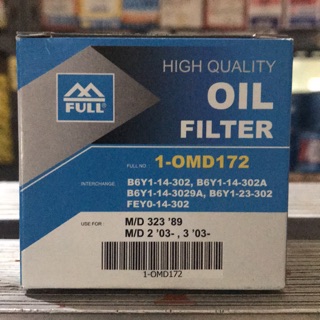 FULL®
HIGH QUALITY
OIL
FILTER
FULL NO 1-OMD172
INTERCHANGE B6Y1-14-302, B6Y1-14-302A
B6Y1-14-3029A, B6Y1-23-302
FEY0-14-302
USE FOR : M/D 323 '89
M/D 2 '03- , 3 '03-
1-OMD172